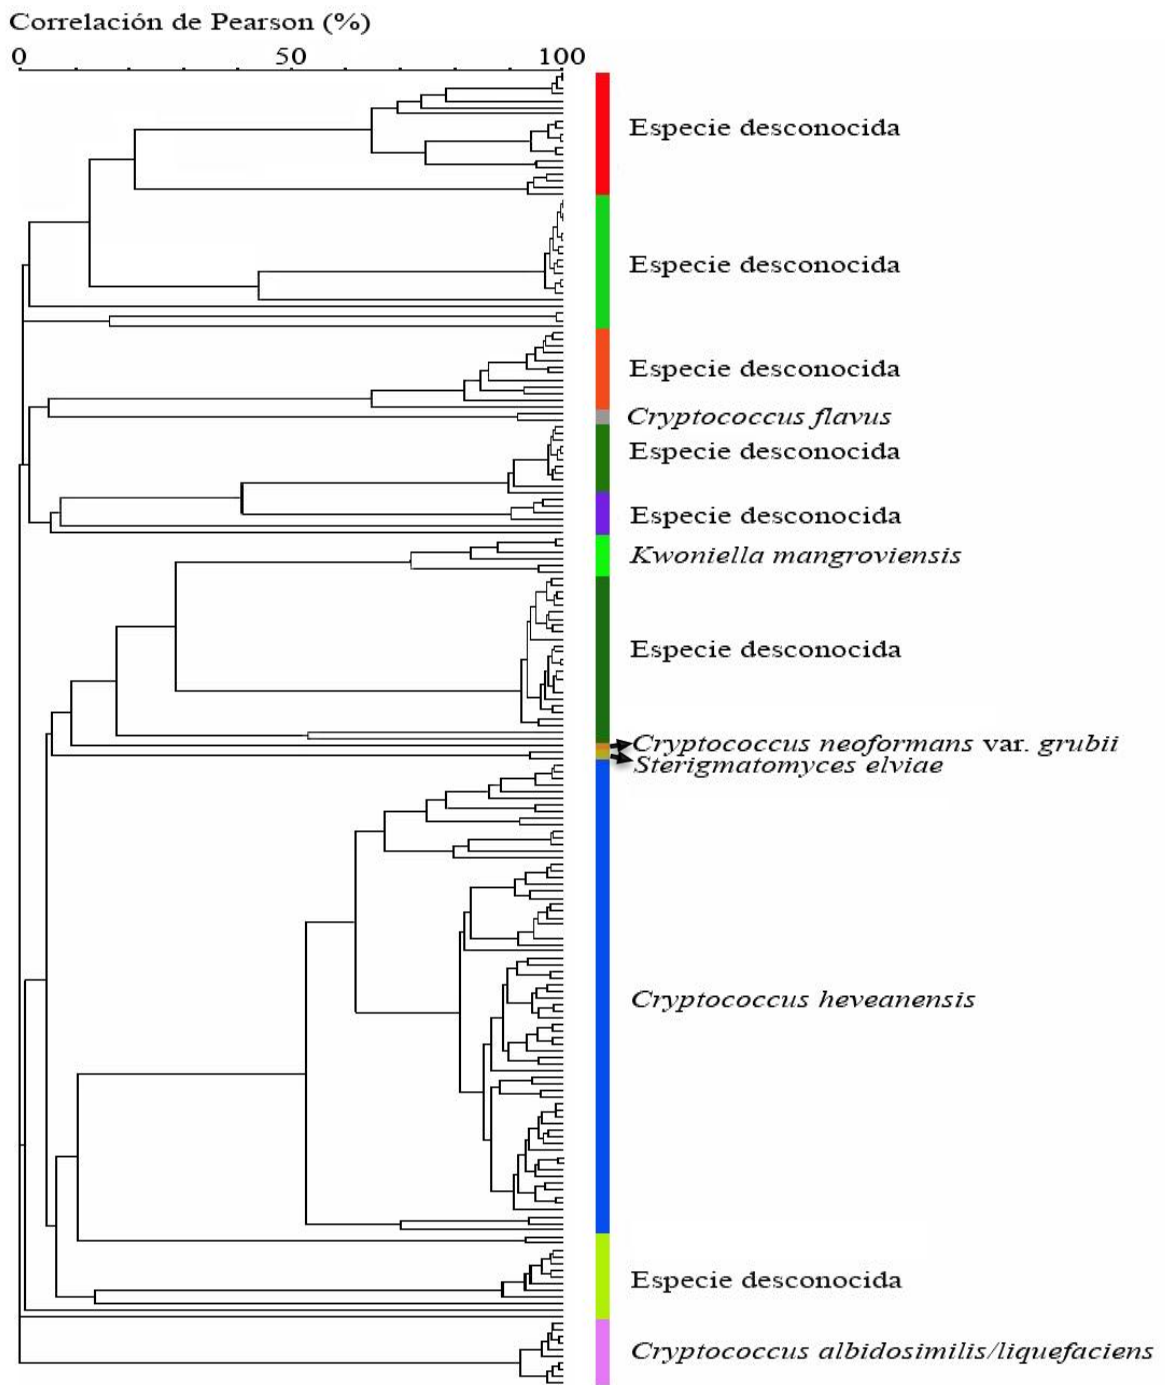 Correlación de Pearson (%)
0 50 100
Especie desconocida
Especie desconocida
Especie desconocida
Cryptococcus flavus
Especie desconocida
Especie desconocida
Kwoniella mangroviensis
Especie desconocida
Cryptococcus neoformans var. grubii
Sterigmatomyces elviae
Cryptococcus heveanensis
Especie desconocida
Cryptococcus albidosimilis/liquefaciens